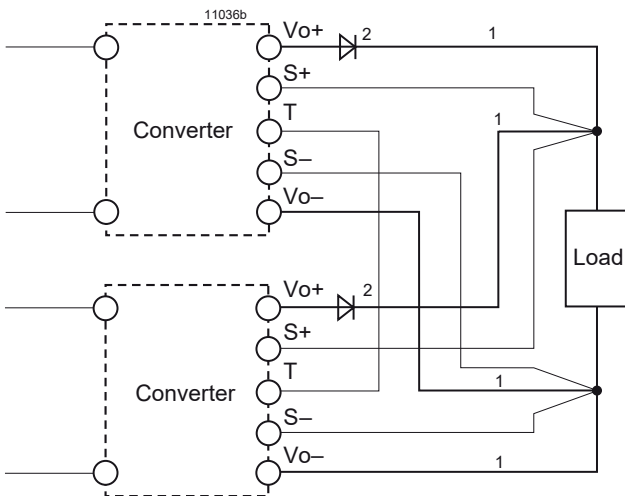 11036b
Vo+
2
1
S+
T
1
Converter
S–
Vo–
Load
Vo+
2
S+
T
1
Converter
S–
Vo–
1